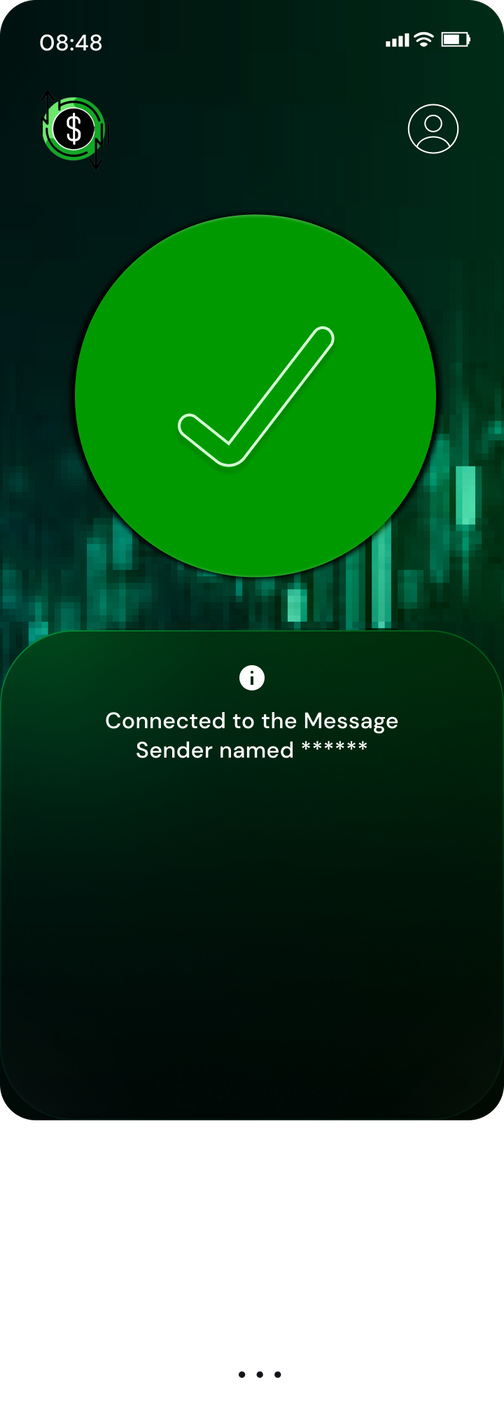 08:48
$
Connected to the Message
Sender named ******